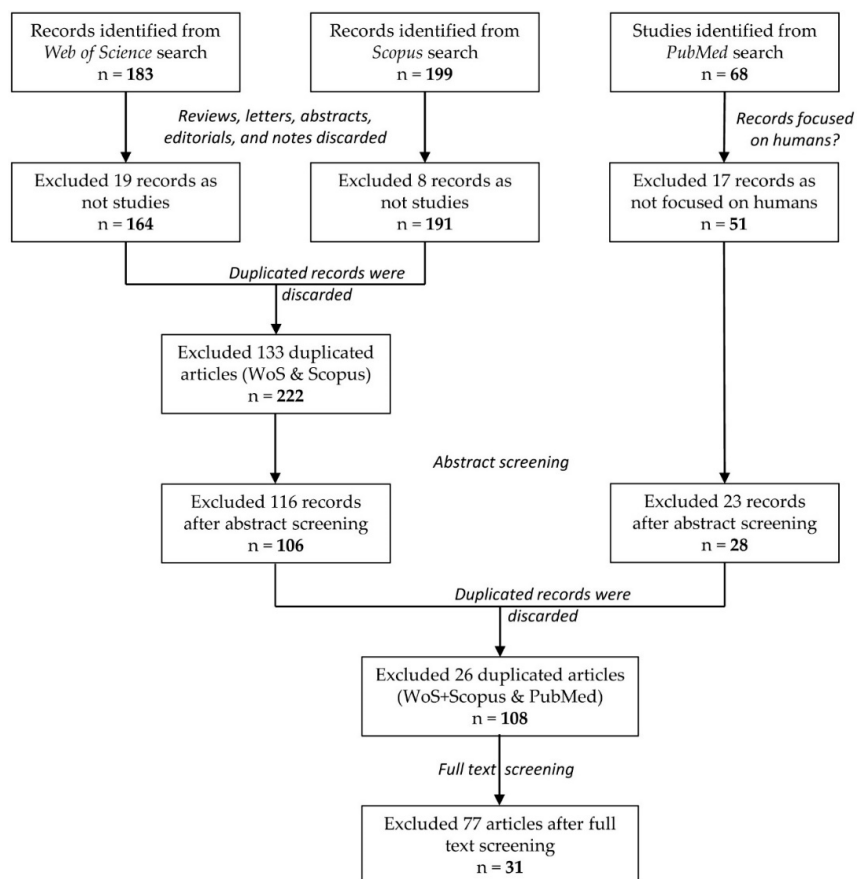 Records identified from
Web of Science search
n = 183
Records identified from
Scopus search
n = 199
Studies identified from
PubMed search
n = 68
Reviews, letters, abstracts,
editorials, and notes discarded
Records focused
on humans?
Excluded 19 records as
not studies
n = 164
Excluded 8 records as
not studies
n = 191
Excluded 17 records as
not focused on humans
n = 51
Duplicated records were
discarded
Excluded 133 duplicated
articles (WoS & Scopus)
n = 222
Abstract screening
Excluded 116 records
after abstract screening
n = 106
Excluded 23 records
after abstract screening
n = 28
Duplicated records were
discarded
Excluded 26 duplicated articles
(WoS+Scopus & PubMed)
n = 108
Full text screening
Excluded 77 articles after full
text screening
n = 31